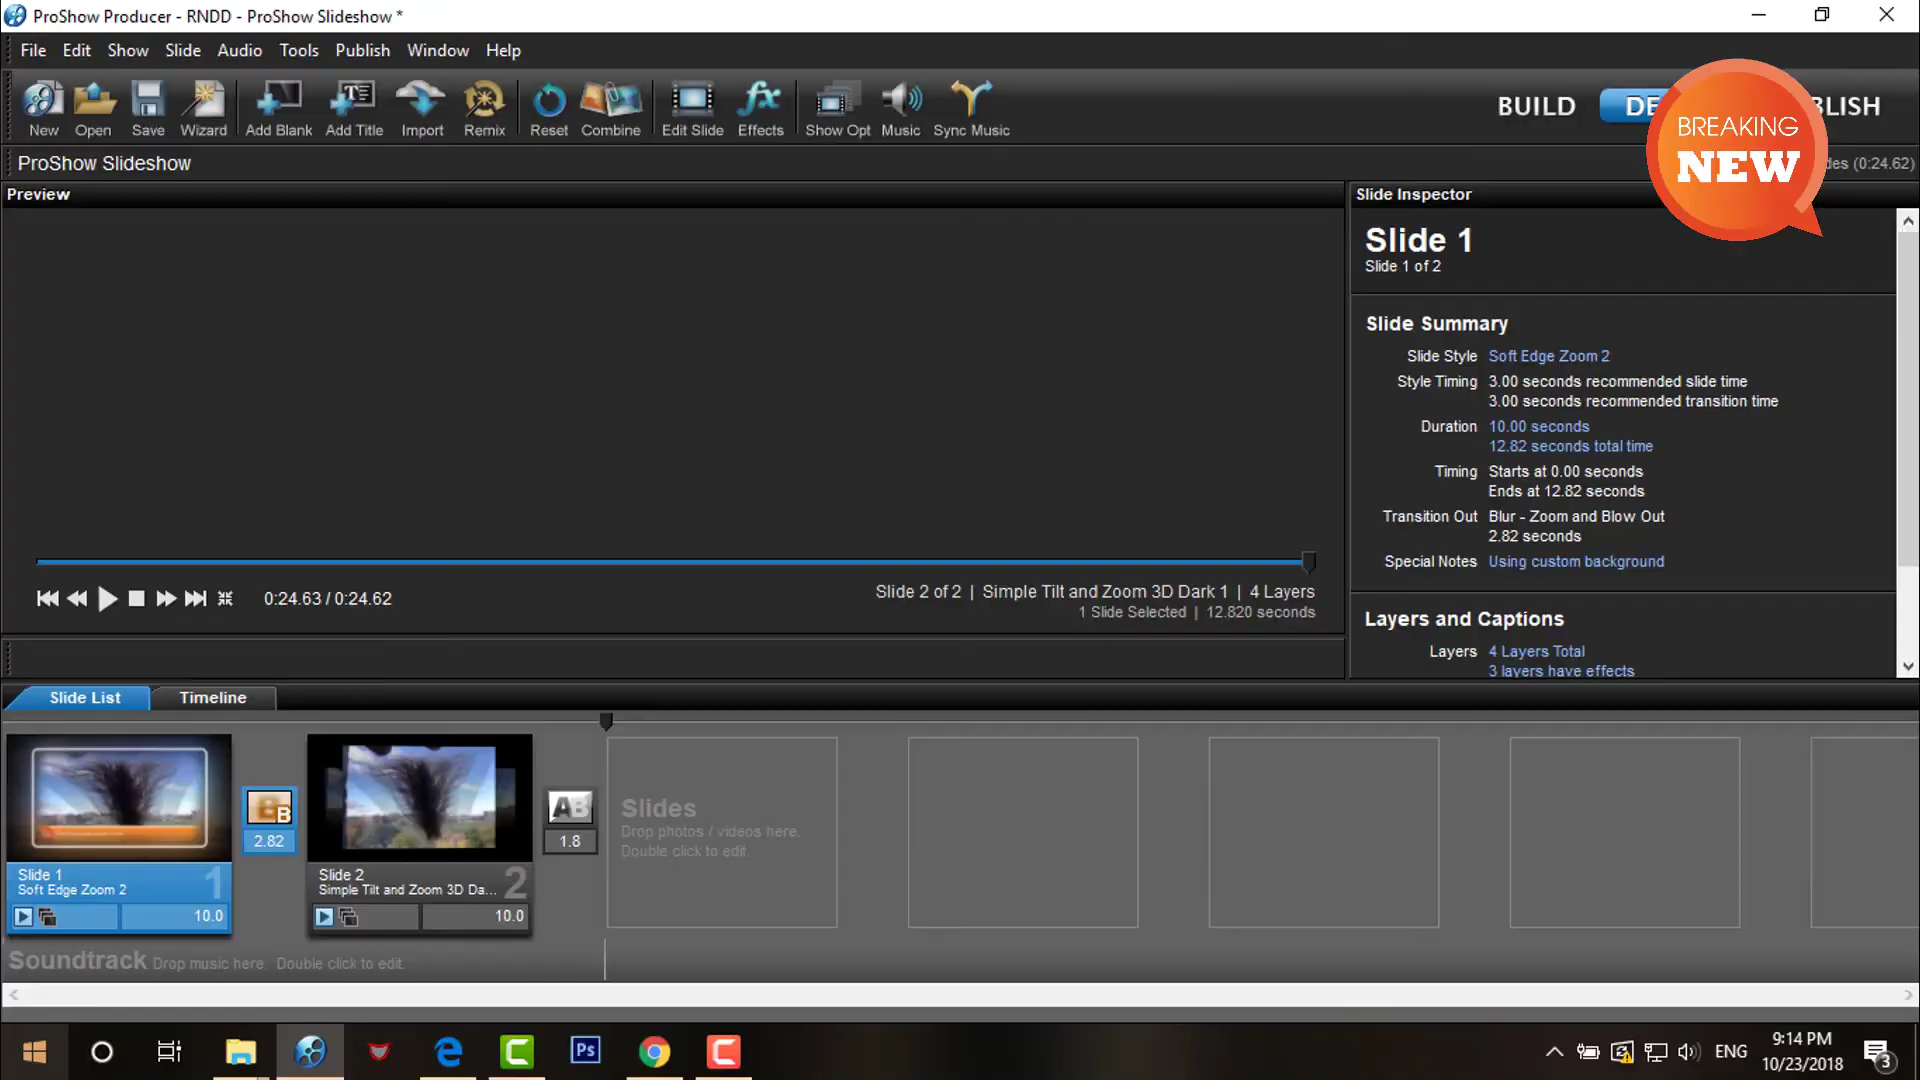 ProShow Producer - RNDD - ProShow Slideshow *
File Edit Show Slide Audio Tools Publish Window Help
New Open Save Wizard Add Blank Add Title Import Remix Reset Combine Edit Slide Effects Show Opt Music Sync Music
BUILD DE BLISH
BREAKING
NEW
ProShow Slideshow
des (0:24.62)
Preview
Slide Inspector
Slide 1
Slide 1 of 2
Slide Summary
Slide Style Soft Edge Zoom 2
Style Timing 3.00 seconds recommended slide time
3.00 seconds recommended transition time
Duration 10.00 seconds
12.82 seconds total time
Timing Starts at 0.00 seconds
Ends at 12.82 seconds
Transition Out Blur - Zoom and Blow Out
2.82 seconds
Special Notes Using custom background
Layers and Captions
Layers 4 Layers Total
3 layers have effects
0:24.63 / 0:24.62
Slide 2 of 2 | Simple Tilt and Zoom 3D Dark 1 | 4 Layers
1 Slide Selected | 12.820 seconds
Slide List Timeline
B B
2.82
AB
1.8
Slides
Drop photos / videos here.
Double click to edit.
Slide 1
Soft Edge Zoom 2
1
10.0
Slide 2
Simple Tilt and Zoom 3D Da...
2
10.0
Soundtrack Drop music here. Double click to edit.
Ps
ENG
9:14 PM
10/23/2018
3